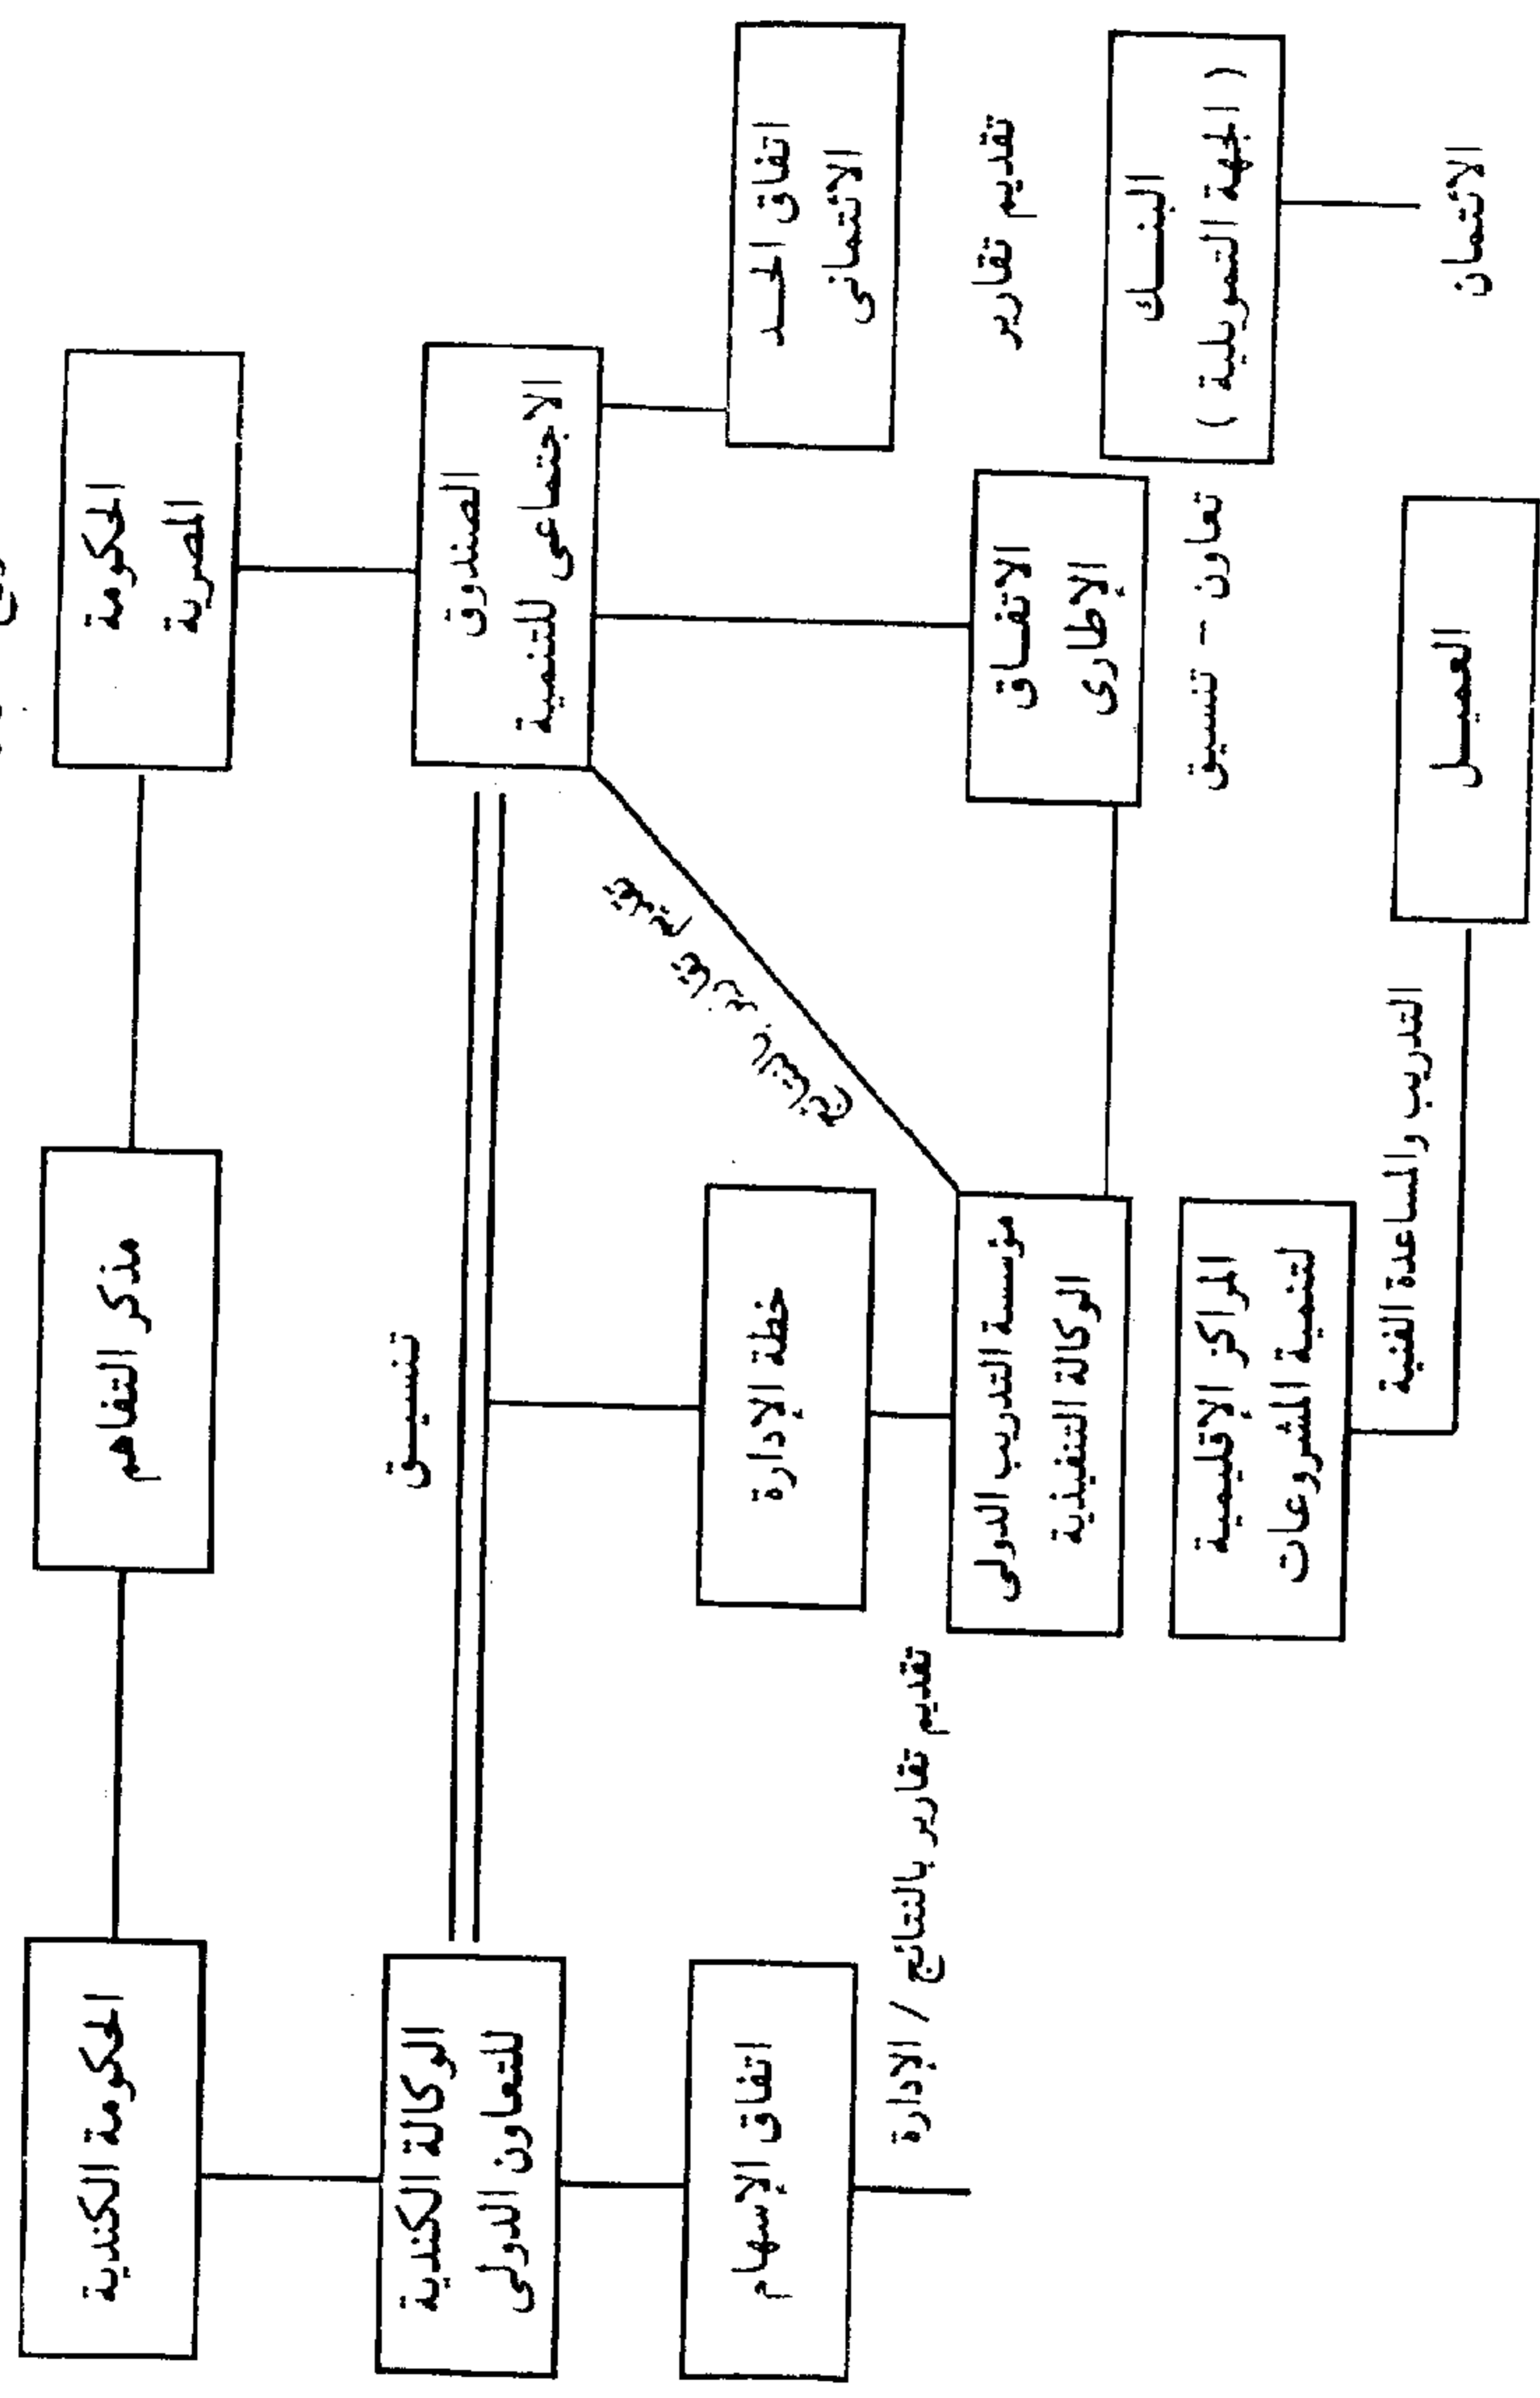 الحكومة
المصرية
مذكر التفاهم
الحكومة الكندية
الصندوق
الاجتماعى للتنمية
تنسيق
الوكالة الكندية
للتعاون الدولى
اتفاق الحد
الائتمانى
خطة الإدارة
اتفاق الإسهام
تقديم تقارير
الاتفاق
الإطارى
مؤسسة التدريب الدولى
الوكالة التنفيذية
تقديم تقارير بالنتائج / الإدارة
البنك
( الجهة التمويلية )
تعاون - تنسيق
المراكز الإقليمية
لتنمية المشروعات
الائتمان
العميل
التدريب والمساعدة الفنية